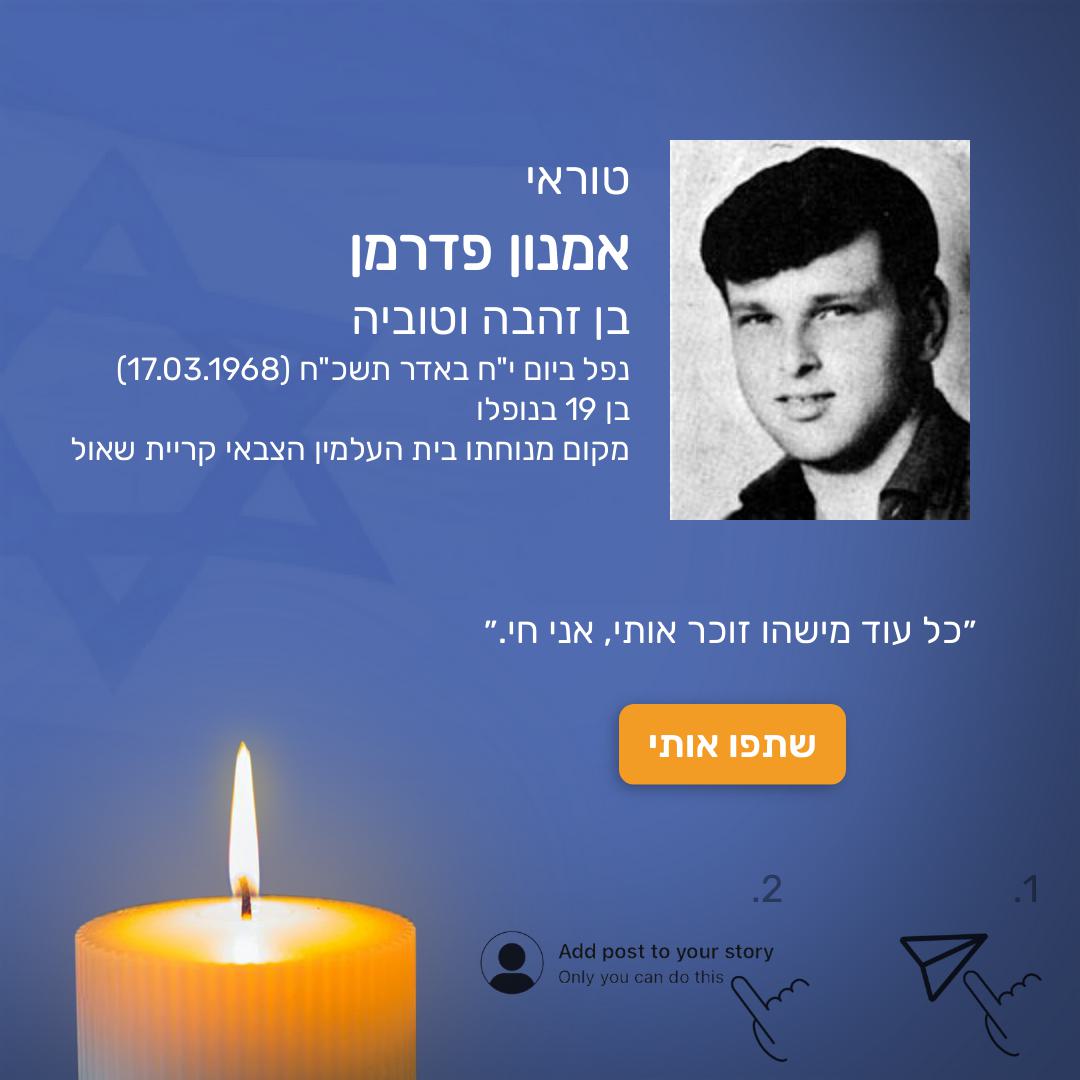 טוראי
אמנון פדרמן
בן זהבה וטוביה
נפל ביום י"ח באדר תשכ"ח (17.03.1968)
בן 19 בנופלו
מקום מנוחתו בית העלמין הצבאי קריית שאול
״כל עוד מישהו זוכר אותי, אני חי.״
שתפו אותי
.1
.2
Add post to your story
Only you can do this